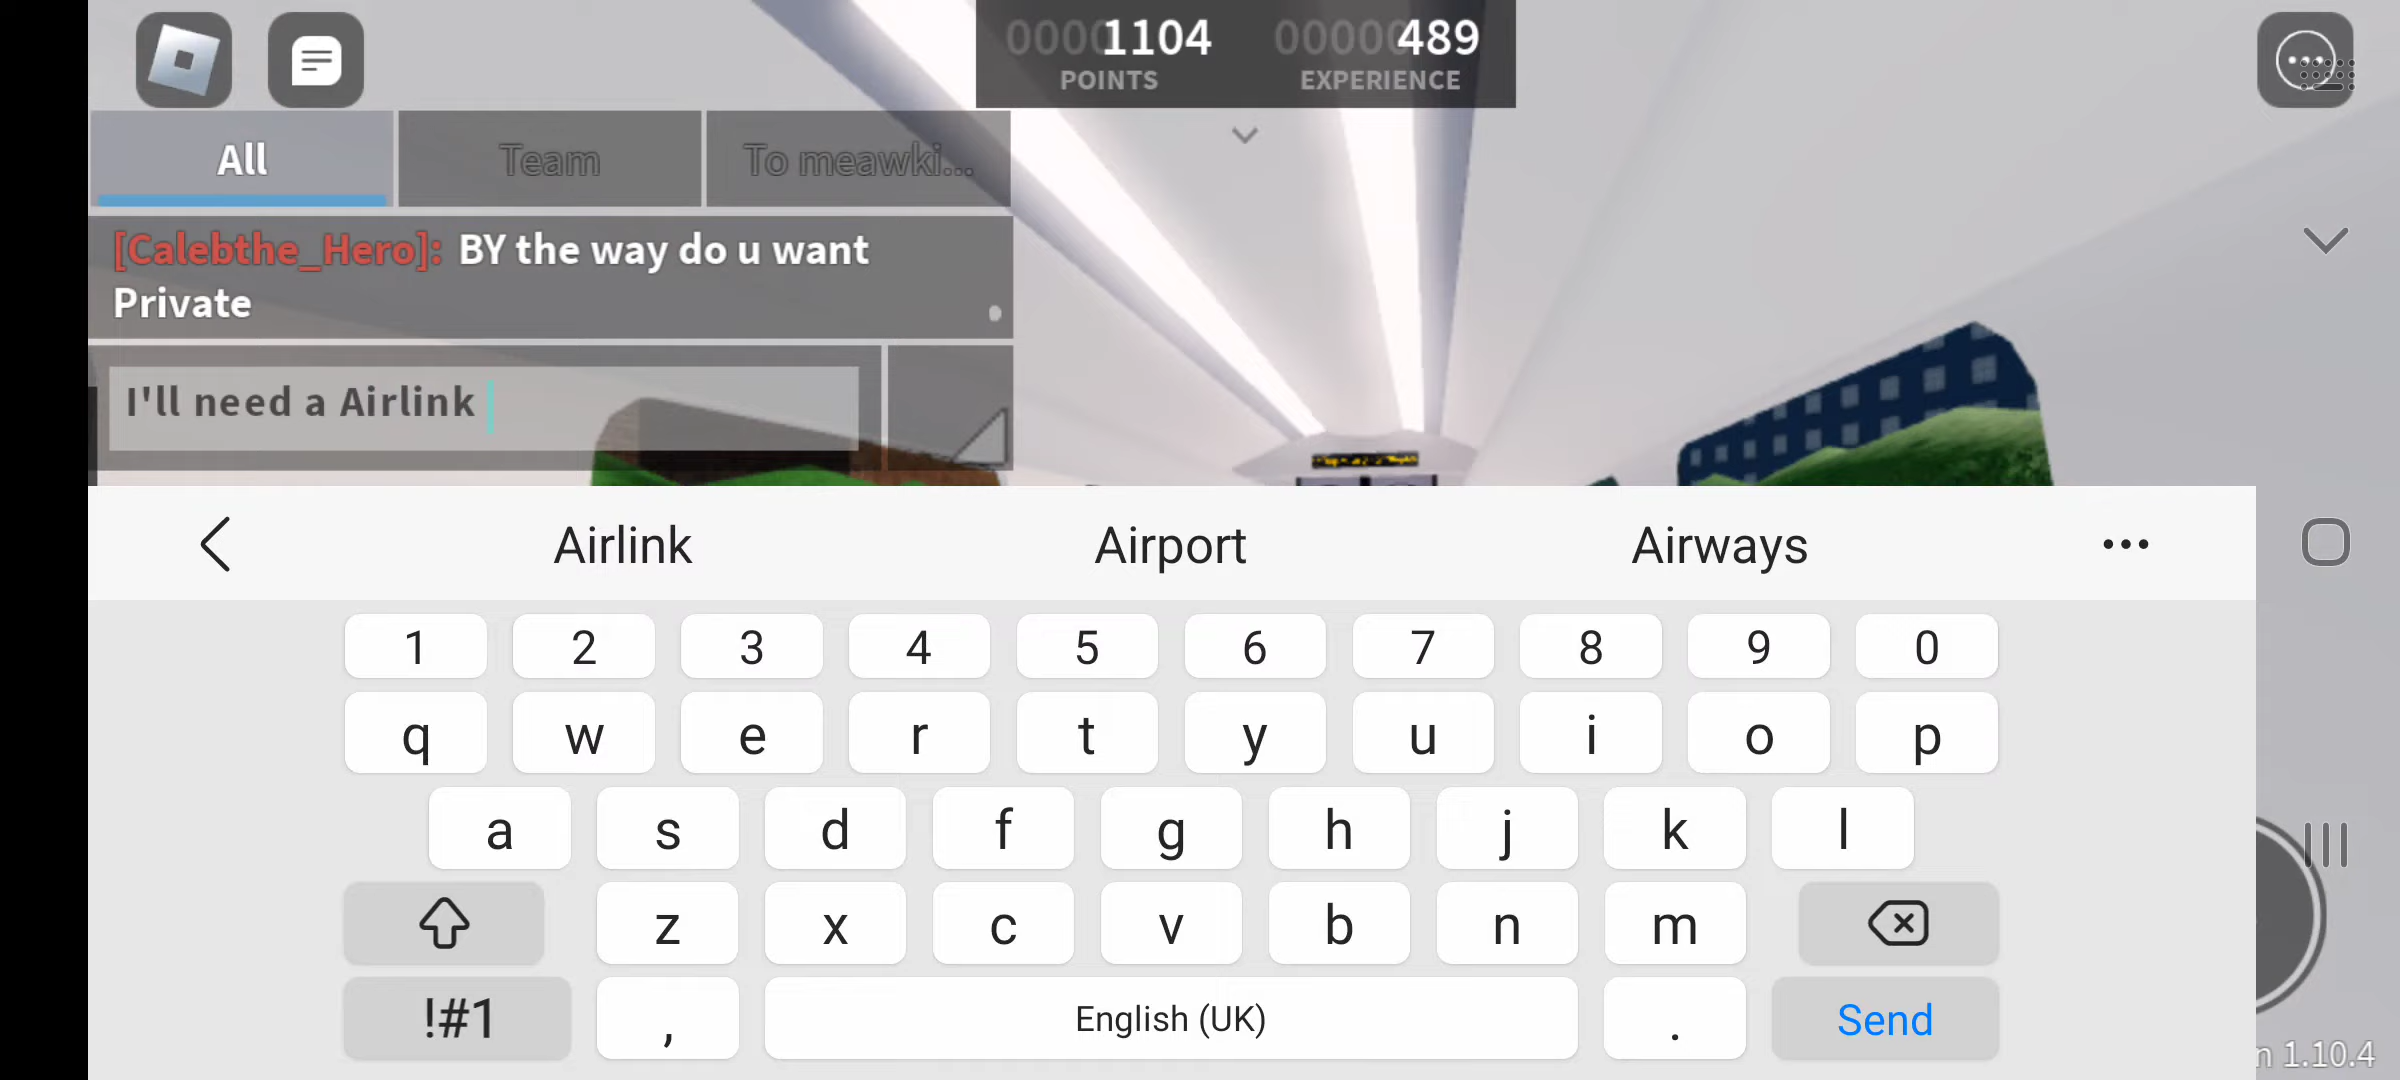 00001104 00000489
POINTS EXPERIENCE
All Team To meawki...
[Calebthe_Hero]: BY the way do u want
Private
I'll need a Airlink
Airlink Airport Airways
1 2 3 4 5 6 7 8 9 0
q w e r t y u i o p
a s d f g h j k l
z x c v b n m
!#1 , English (UK) . Send
n 1.10.4